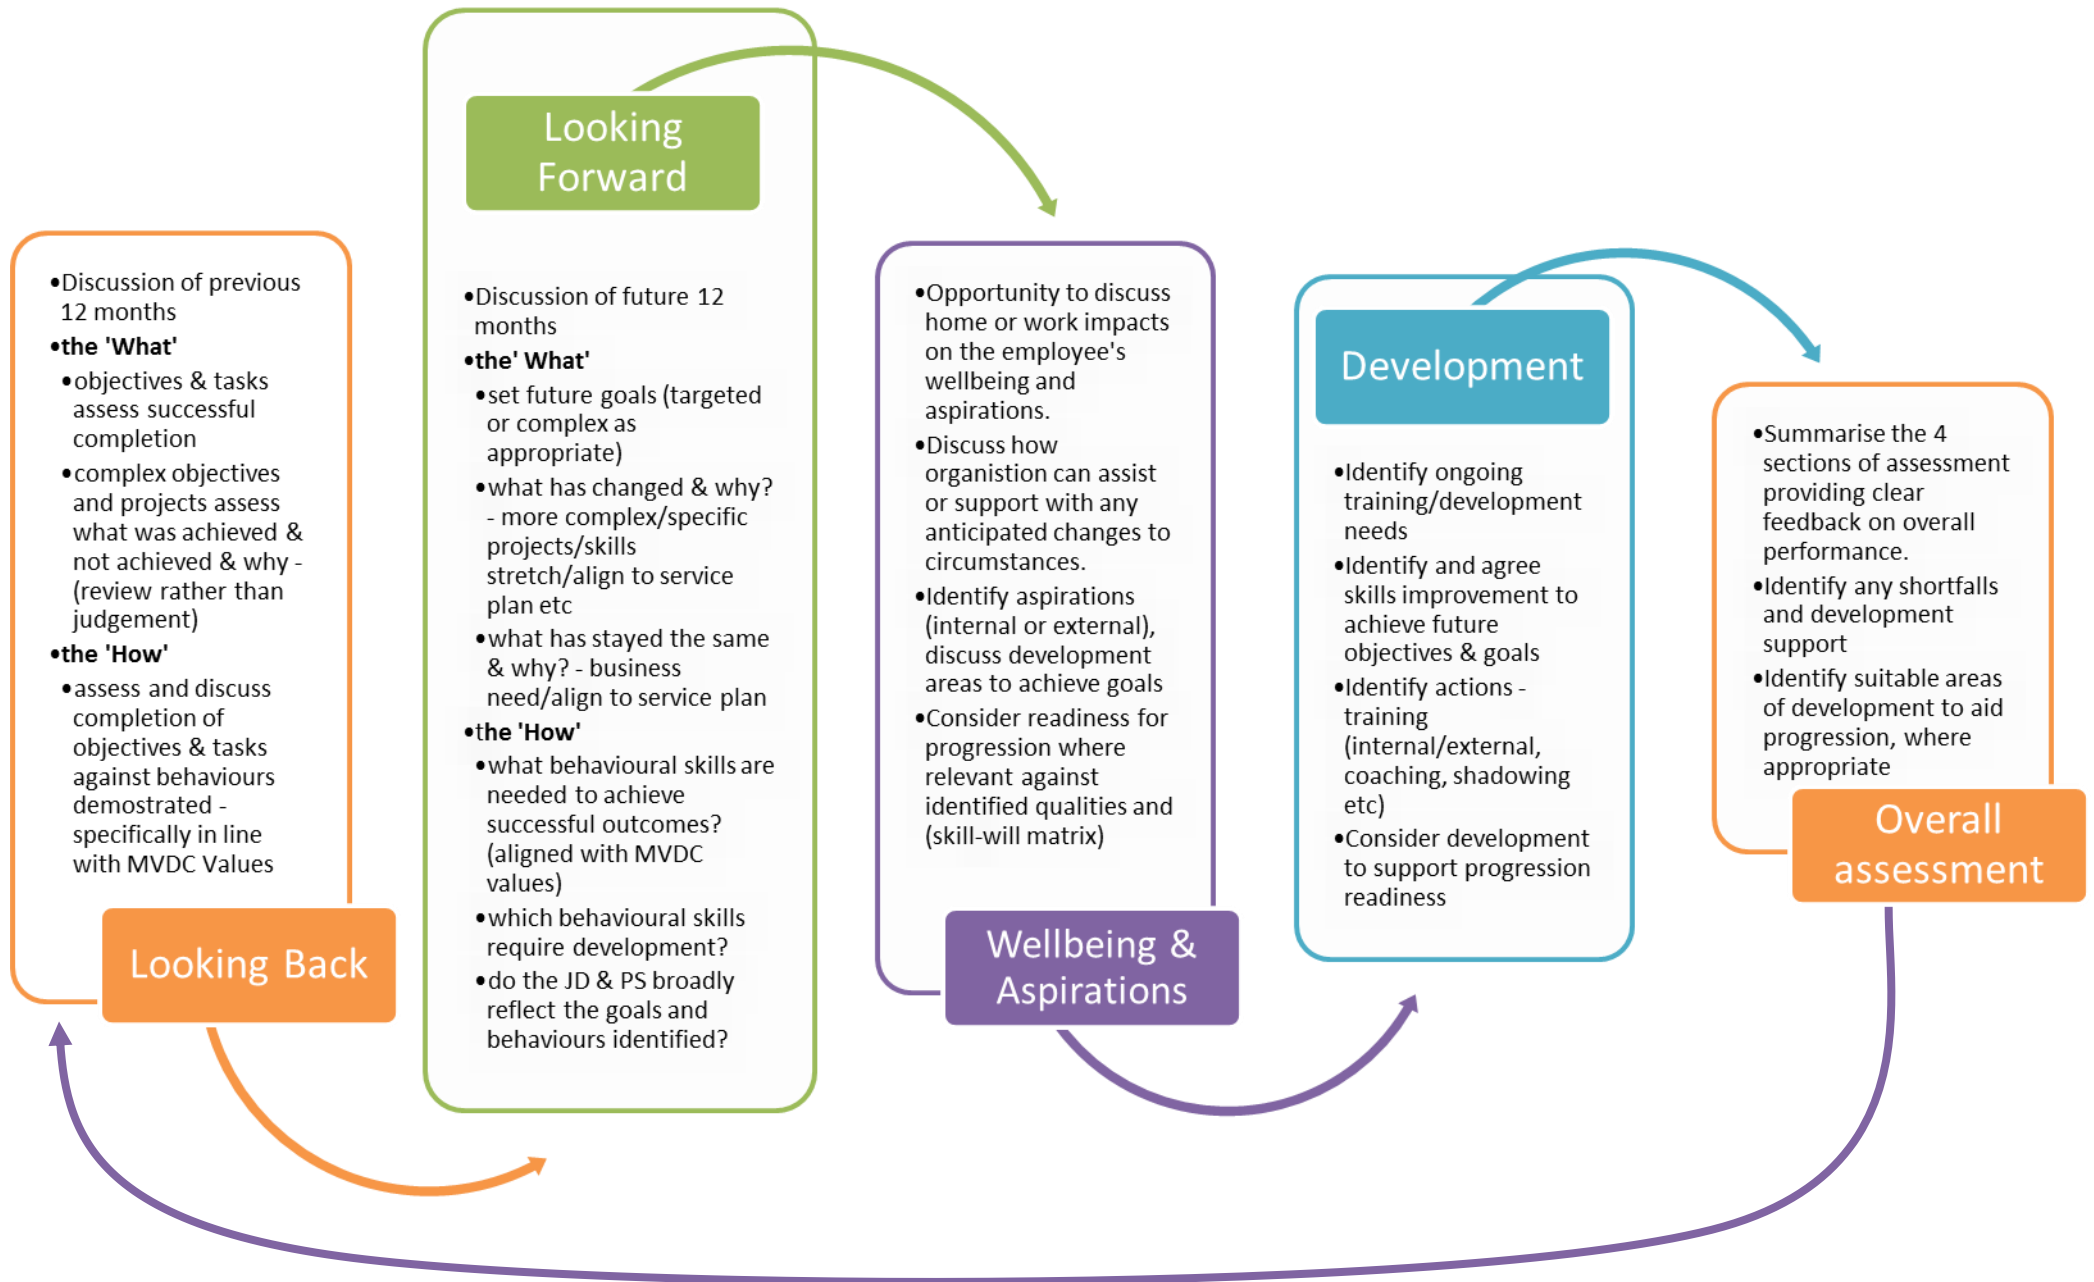 •Discussion of previous
12 months
•the 'What'
•objectives & tasks
assess successful
completion
•complex objectives
and projects assess
what was achieved &
not achieved & why -
(review rather than
judgement)
•the 'How'
•assess and discuss
completion of
objectives & tasks
against behaviours
demostrated -
specifically in line
with MVDC Values
Looking Back
Looking
Forward
•Discussion of future 12
months
•the' What'
•set future goals (targeted
or complex as
appropriate)
•what has changed & why?
- more complex/specific
projects/skills
stretch/align to service
plan etc
•what has stayed the same
& why? - business
need/align to service plan
•the 'How'
•what behavioural skills are
needed to achieve
successful outcomes?
(aligned with MVDC
values)
•which behavioural skills
require development?
•do the JD & PS broadly
reflect the goals and
behaviours identified?
•Opportunity to discuss
home or work impacts
on the employee's
wellbeing and
aspirations.
•Discuss how
organistion can assist
or support with any
anticipated changes to
circumstances.
•Identify aspirations
(internal or external),
discuss development
areas to achieve goals
•Consider readiness for
progression where
relevant against
identified qualities and
(skill-will matrix)
Wellbeing &
Aspirations
Development
•Identify ongoing
training/development
needs
•Identify and agree
skills improvement to
achieve future
objectives & goals
•Identify actions -
training
(internal/external,
coaching, shadowing
etc)
•Consider development
to support progression
readiness
•Summarise the 4
sections of assessment
providing clear
feedback on overall
performance.
•Identify any shortfalls
and development
support
•Identify suitable areas
of development to aid
progression, where
appropriate
Overall
assessment